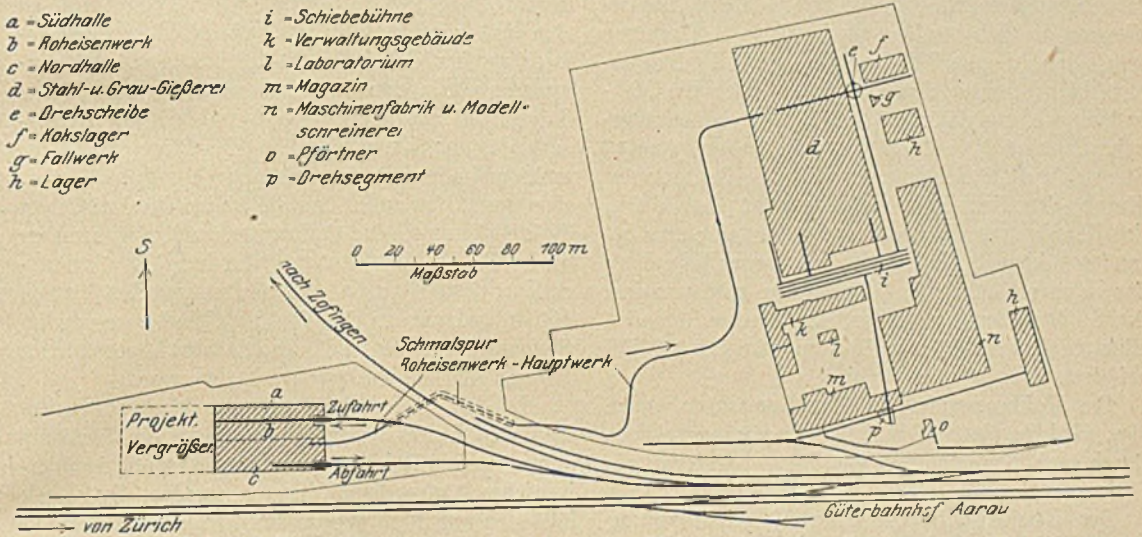 a = Südhalle
b = Roheisenwerk
c = Nordhalle
d = Stahl- u. Grau-Gießerei
e = Drehscheibe
f = Kokslager
g = Fallwerk
h = Lager
i = Schiebebühne
k = Verwaltungsgebäude
l = Laboratorium
m = Magazin
n = Maschinenfabrik u. Modell-
schreinerei
o = Pförtner
p = Drehsegment
S
0 20 40 60 80 100 m
Maßstab
nach Zofingen
Schmalspur
Roheisenwerk - Hauptwerk
e
f
g
h
d
i
k
l
m
n
h
p
o
a
b
c
Projekt.
Vergrößer.
Zufahrt
Abfahrt
von Zürich
Güterbahnhof Aarau